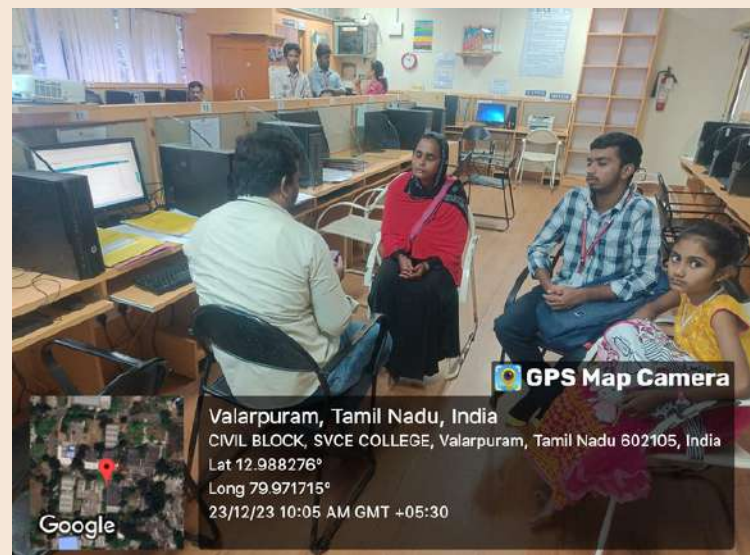 GPS Map Camera
Valarpuram, Tamil Nadu, India
CIVIL BLOCK, SVCE COLLEGE, Valarpuram, Tamil Nadu 602105, India
Lat 12.988276°
Long 79.971715°
23/12/23 10:05 AM GMT +05:30
Google